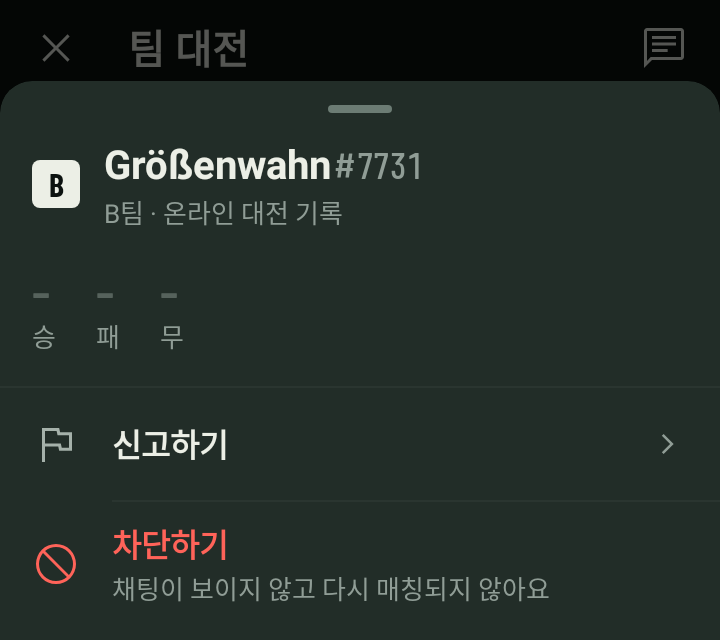 팀 대전
B
Größenwahn#7731
B팀 · 온라인 대전 기록
– – –
승 패 무
신고하기
차단하기
채팅이 보이지 않고 다시 매칭되지 않아요